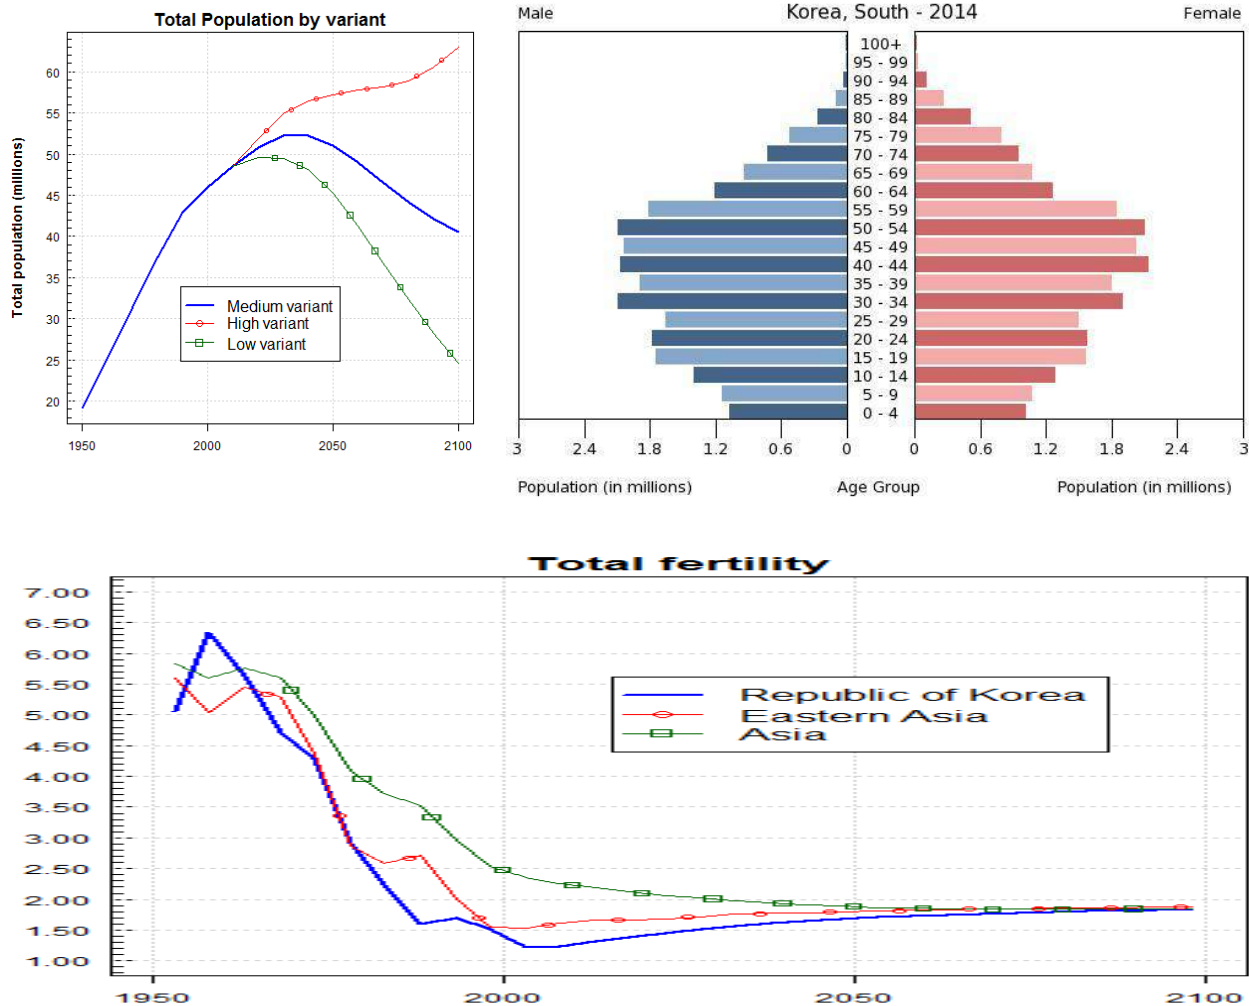 Total Population by variant
Total population (millions)
60
55
50
45
40
35
30
25
20
Medium variant
High variant
Low variant
1950
2000
2050
2100
Male
Korea, South - 2014
Female
100+
95 - 99
90 - 94
85 - 89
80 - 84
75 - 79
70 - 74
65 - 69
60 - 64
55 - 59
50 - 54
45 - 49
40 - 44
35 - 39
30 - 34
25 - 29
20 - 24
15 - 19
10 - 14
5 - 9
0 - 4
3 2.4 1.8 1.2 0.6 0 0 0.6 1.2 1.8 2.4 3
Population (in millions) Age Group Population (in millions)
Total fertility
7.00
6.50
6.00
5.50
5.00
4.50
4.00
3.50
3.00
2.50
2.00
1.50
1.00
Republic of Korea
Eastern Asia
Asia
1950 2000 2050 2100